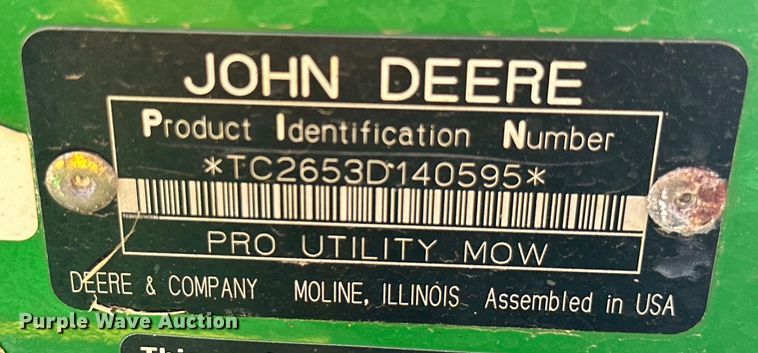 JOHN DEERE
Product Identification Number
*TC2653D140595*
PRO UTILITY MOW
DEERE & COMPANY MOLINE, ILLINOIS Assembled in USA
Purple Wave Auction
This